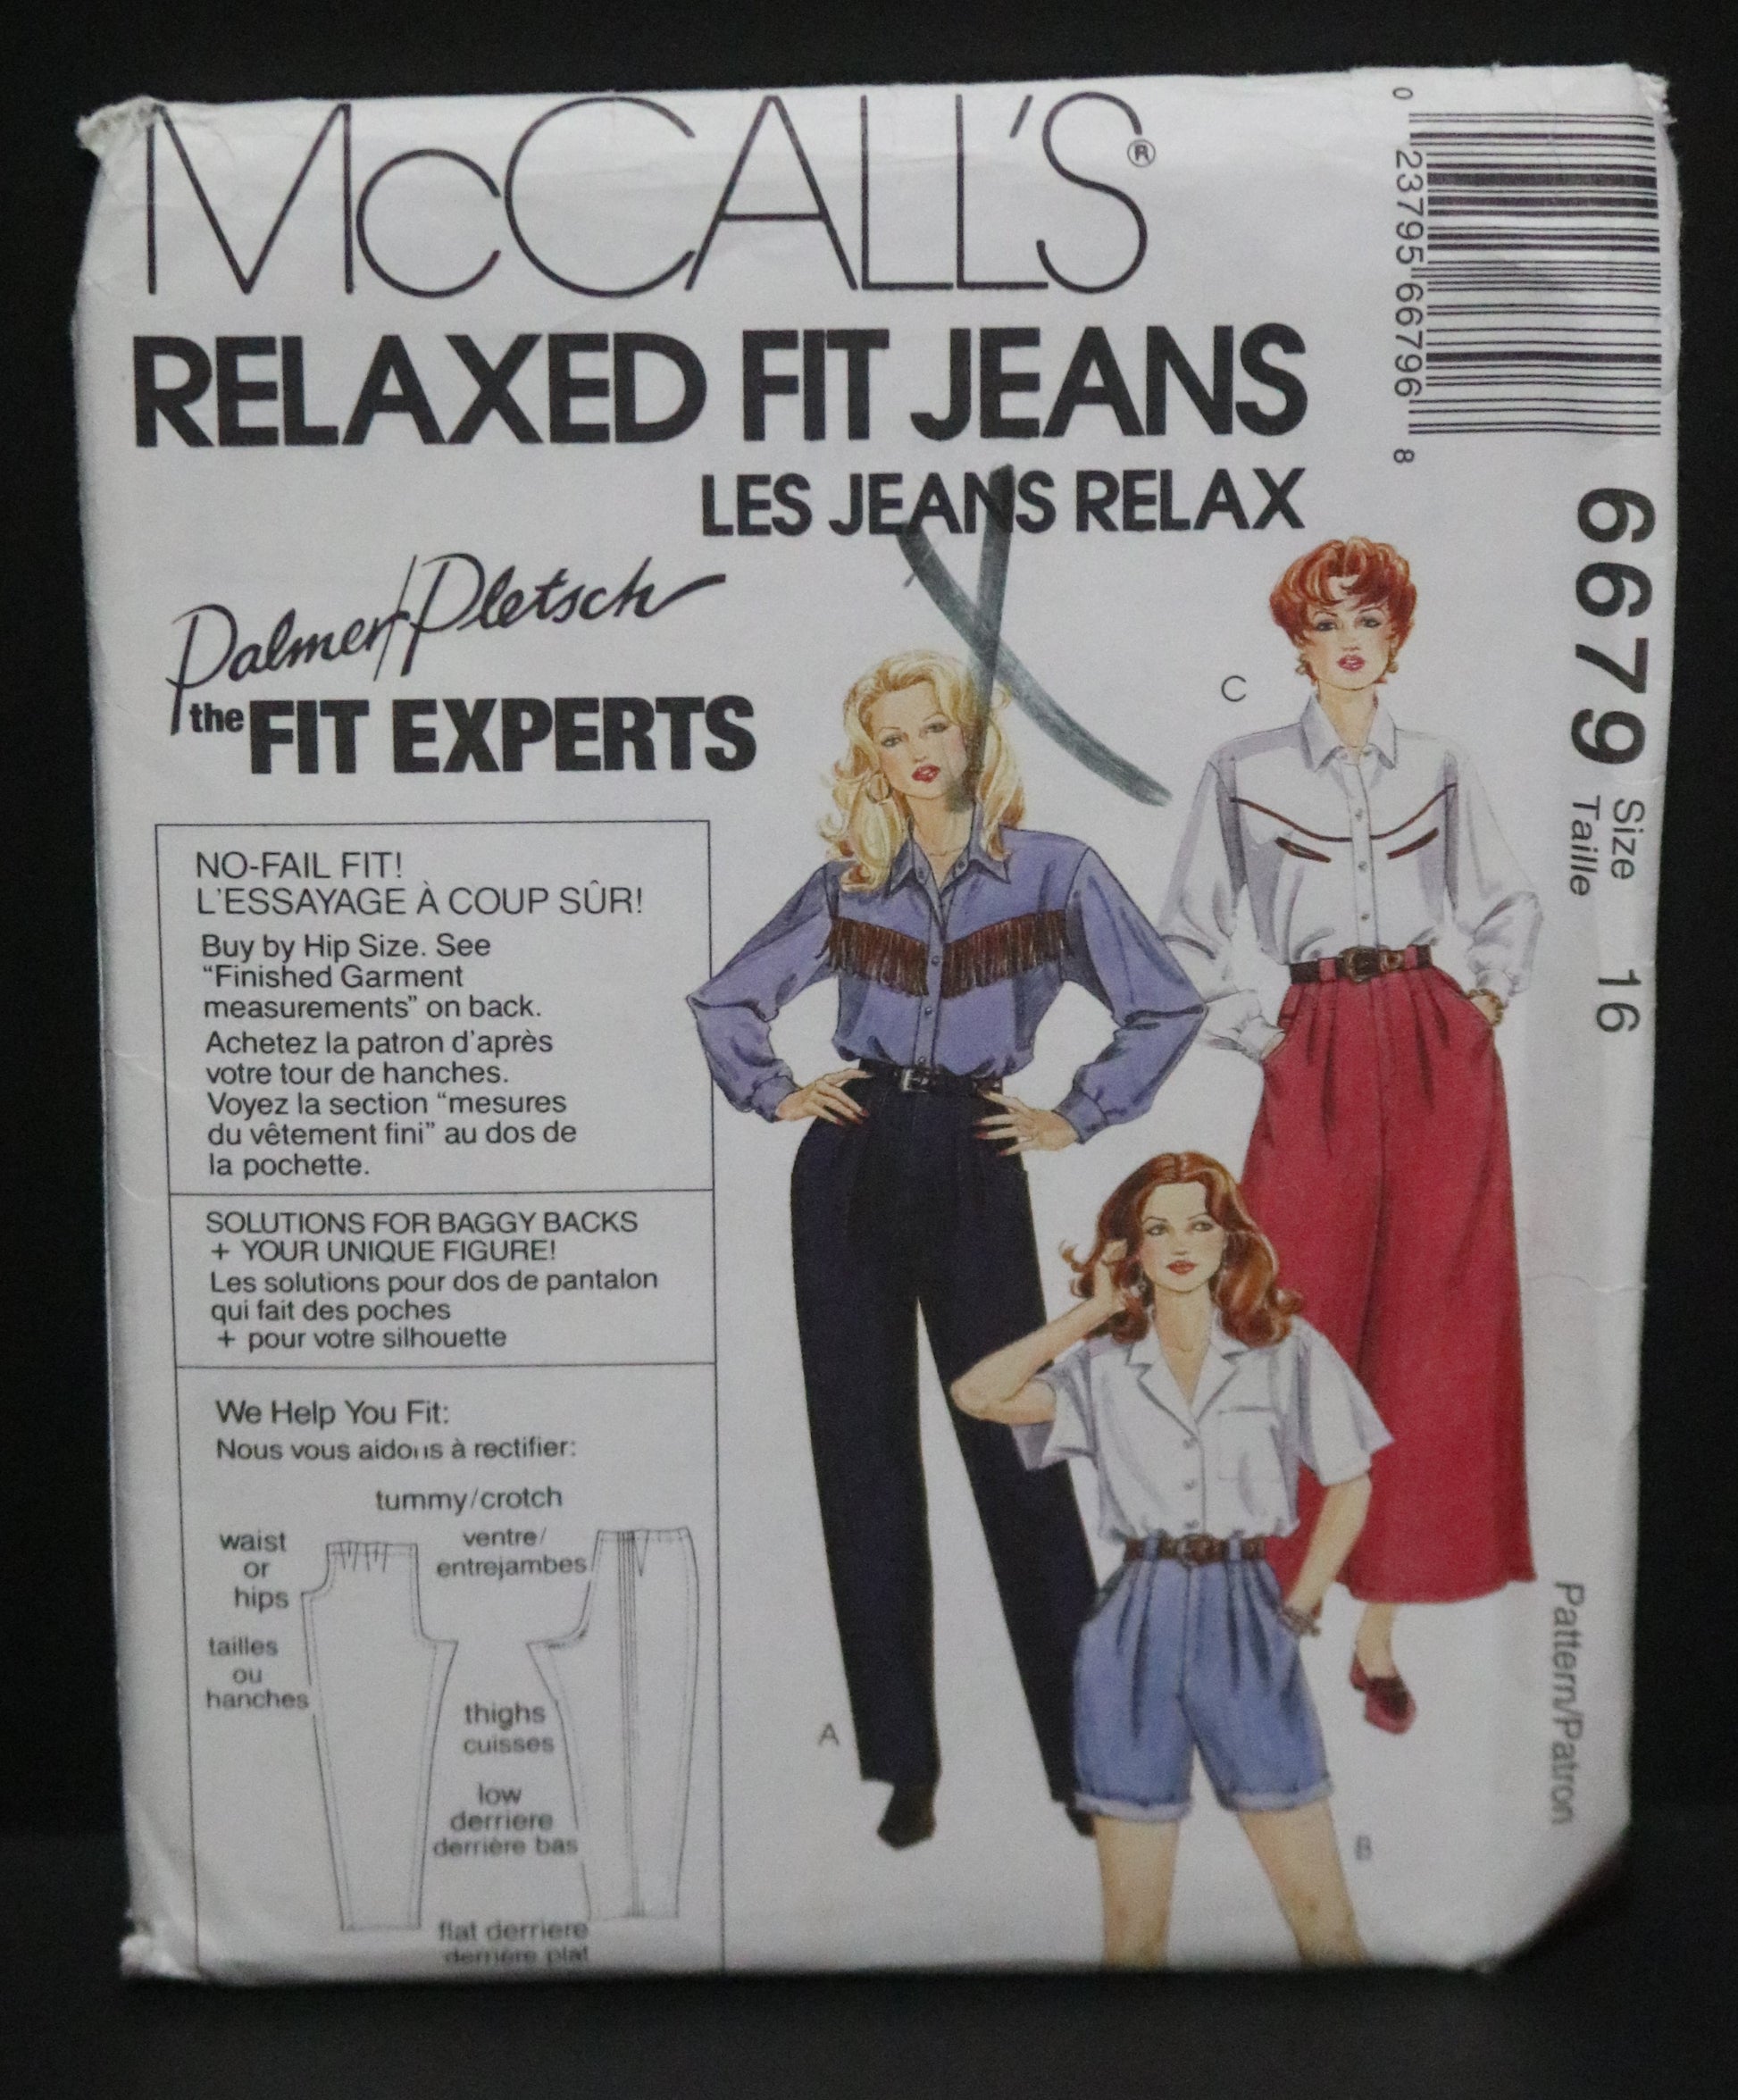 McCALL'S®
RELAXED FIT JEANS
LES JEANS RELAX
Palmer/Pletsch
the FIT EXPERTS
NO-FAIL FIT!
L'ESSAYAGE À COUP SÛR!
Buy by Hip Size. See
“Finished Garment
measurements” on back.
Achetez la patron d'après
votre tour de hanches.
Voyez la section “mesures
du vêtement fini” au dos de
la pochette.
SOLUTIONS FOR BAGGY BACKS
+ YOUR UNIQUE FIGURE!
Les solutions pour dos de pantalon
qui fait des poches
+ pour votre silhouette
We Help You Fit:
Nous vous aidons à rectifier:
tummy/crotch
ventre/
entrejambes
waist
or
hips
tailles
ou
hanches
thighs
cuisses
low
derriere
derrière bas
flat derriere
derrière plat
A
C
B
0 23795 66796 8
6679
Size 16
Taille
Pattern/Patron